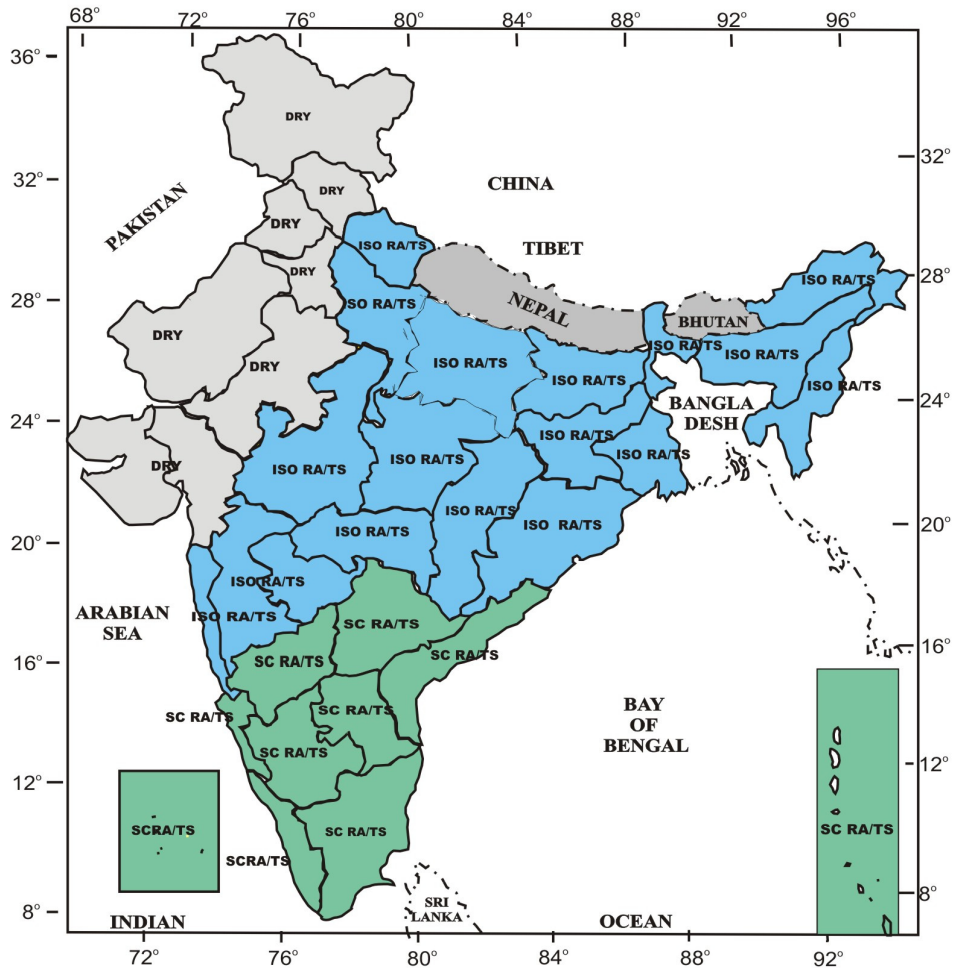 68° 72° 76° 80° 84° 88° 92° 96°
36°
DRY
32°
32°
CHINA
DRY
PAKISTAN
DRY
ISO RA/TS
TIBET
DRY
28°
ISO RA/TS
28°
SO RA/TS
NEPAL
BHUTAN
DRY
ISO RA/TS
ISO RA/TS
DRY
ISO RA/TS
ISO RA/TS
ISO RA/TS
24°
BANGLA
DESH
24°
ISO RA/TS
DRY
ISO RA/TS
ISO RA/TS
ISO RA/TS
ISO RA/TS
ISO RA/TS
20°
ISO RA/TS
20°
ISO RA/TS
ARABIAN
SEA
ISO RA/TS
SC RA/TS
16°
SC RA/TS
SC RA/TS
16°
SC RA/TS
SC RA/TS
BAY
OF
BENGAL
SC RA/TS
12°
12°
SCRA/TS
SC RA/TS
SC RA/TS
SCRA/TS
8°
8°
INDIAN
SRI
LANKA
OCEAN
72° 76° 80° 84° 88° 92°